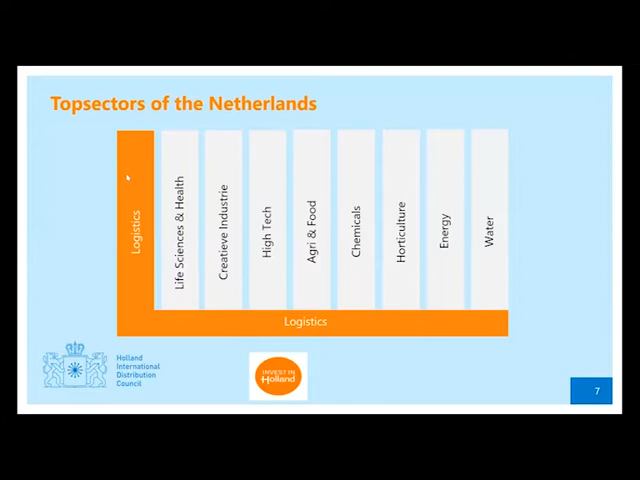 Topsectors of the Netherlands
Logistics
Life Sciences & Health
Creatieve Industrie
High Tech
Agri & Food
Chemicals
Horticulture
Energy
Water
Logistics
Holland
International
Distribution
Council
INVEST IN
Holland
7